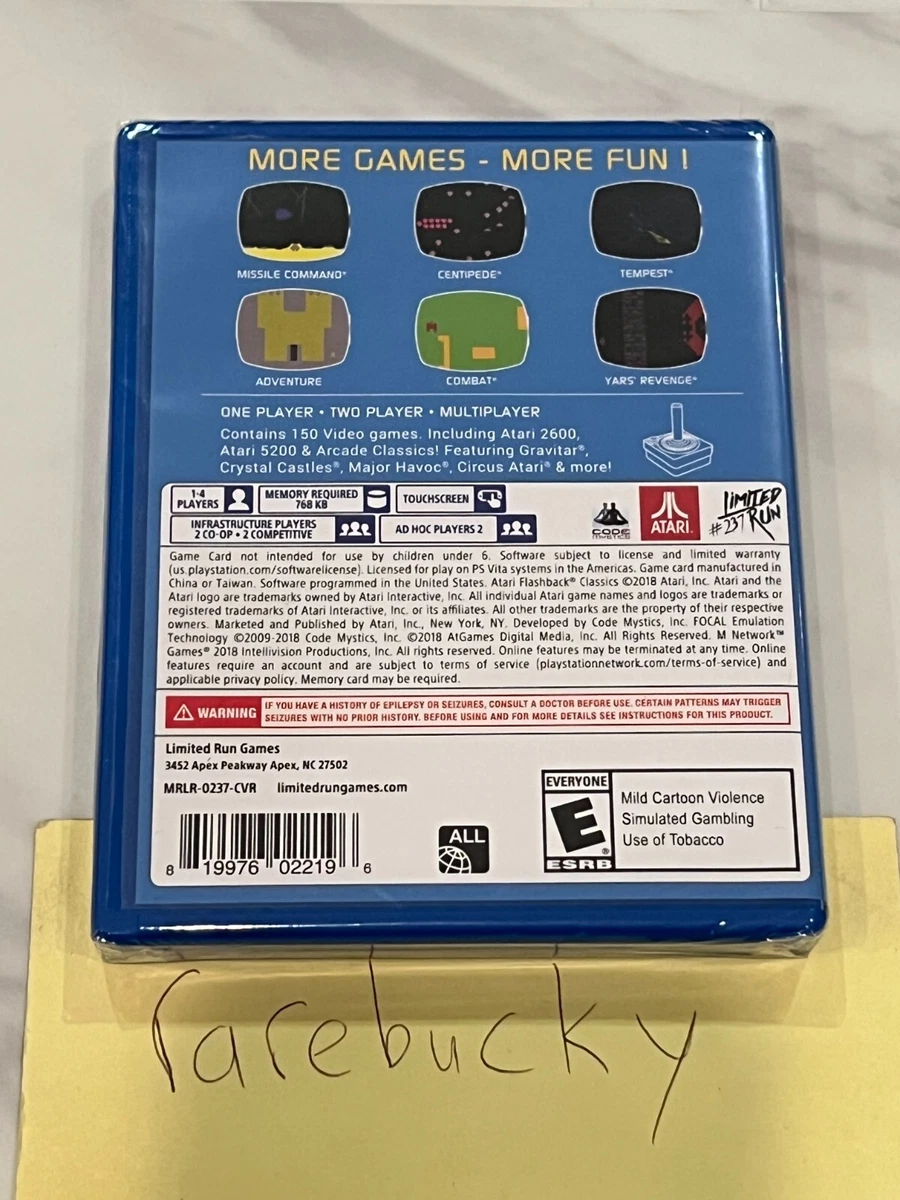 MORE GAMES - MORE FUN !
MISSILE COMMAND® CENTIPEDE® TEMPEST®
ADVENTURE COMBAT® YARS' REVENGE®
ONE PLAYER • TWO PLAYER • MULTIPLAYER
Contains 150 Video games. Including Atari 2600,
Atari 5200 & Arcade Classics! Featuring Gravitar®,
Crystal Castles®, Major Havoc®, Circus Atari® & more!
1-4 PLAYERS
MEMORY REQUIRED 768 KB
TOUCHSCREEN
INFRASTRUCTURE PLAYERS 2 CO-OP • 2 COMPETITIVE
AD HOC PLAYERS 2
CODE MYSTICS
ATARI®
LIMITED RUN #237
Game Card not intended for use by children under 6. Software subject to license and limited warranty
(us.playstation.com/softwarelicense). Licensed for play on PS Vita systems in the Americas. Game card manufactured in
China or Taiwan. Software programmed in the United States. Atari Flashback® Classics ©2018 Atari, Inc. Atari and the
Atari logo are trademarks owned by Atari Interactive, Inc. All individual Atari game names and logos are trademarks or
registered trademarks of Atari Interactive, Inc. or its affiliates. All other trademarks are the property of their respective
owners. Marketed and Published by Atari, Inc., New York, NY. Developed by Code Mystics, Inc. FOCAL Emulation
Technology ©2009-2018 Code Mystics, Inc. ©2018 AtGames Digital Media, Inc. All Rights Reserved. M Network™
Games® 2018 Intellivision Productions, Inc. All rights reserved. Online features may be terminated at any time. Online
features require an account and are subject to terms of service (playstationnetwork.com/terms-of-service) and
applicable privacy policy. Memory card may be required.
WARNING
IF YOU HAVE A HISTORY OF EPILEPSY OR SEIZURES, CONSULT A DOCTOR BEFORE USE. CERTAIN PATTERNS MAY TRIGGER
SEIZURES WITH NO PRIOR HISTORY. BEFORE USING AND FOR MORE DETAILS SEE INSTRUCTIONS FOR THIS PRODUCT.
Limited Run Games
3452 Apex Peakway Apex, NC 27502
MRLR-0237-CVR limitedrungames.com
8 19976 02219 6
ALL
EVERYONE
E®
ESRB
Mild Cartoon Violence
Simulated Gambling
Use of Tobacco
rarebucky